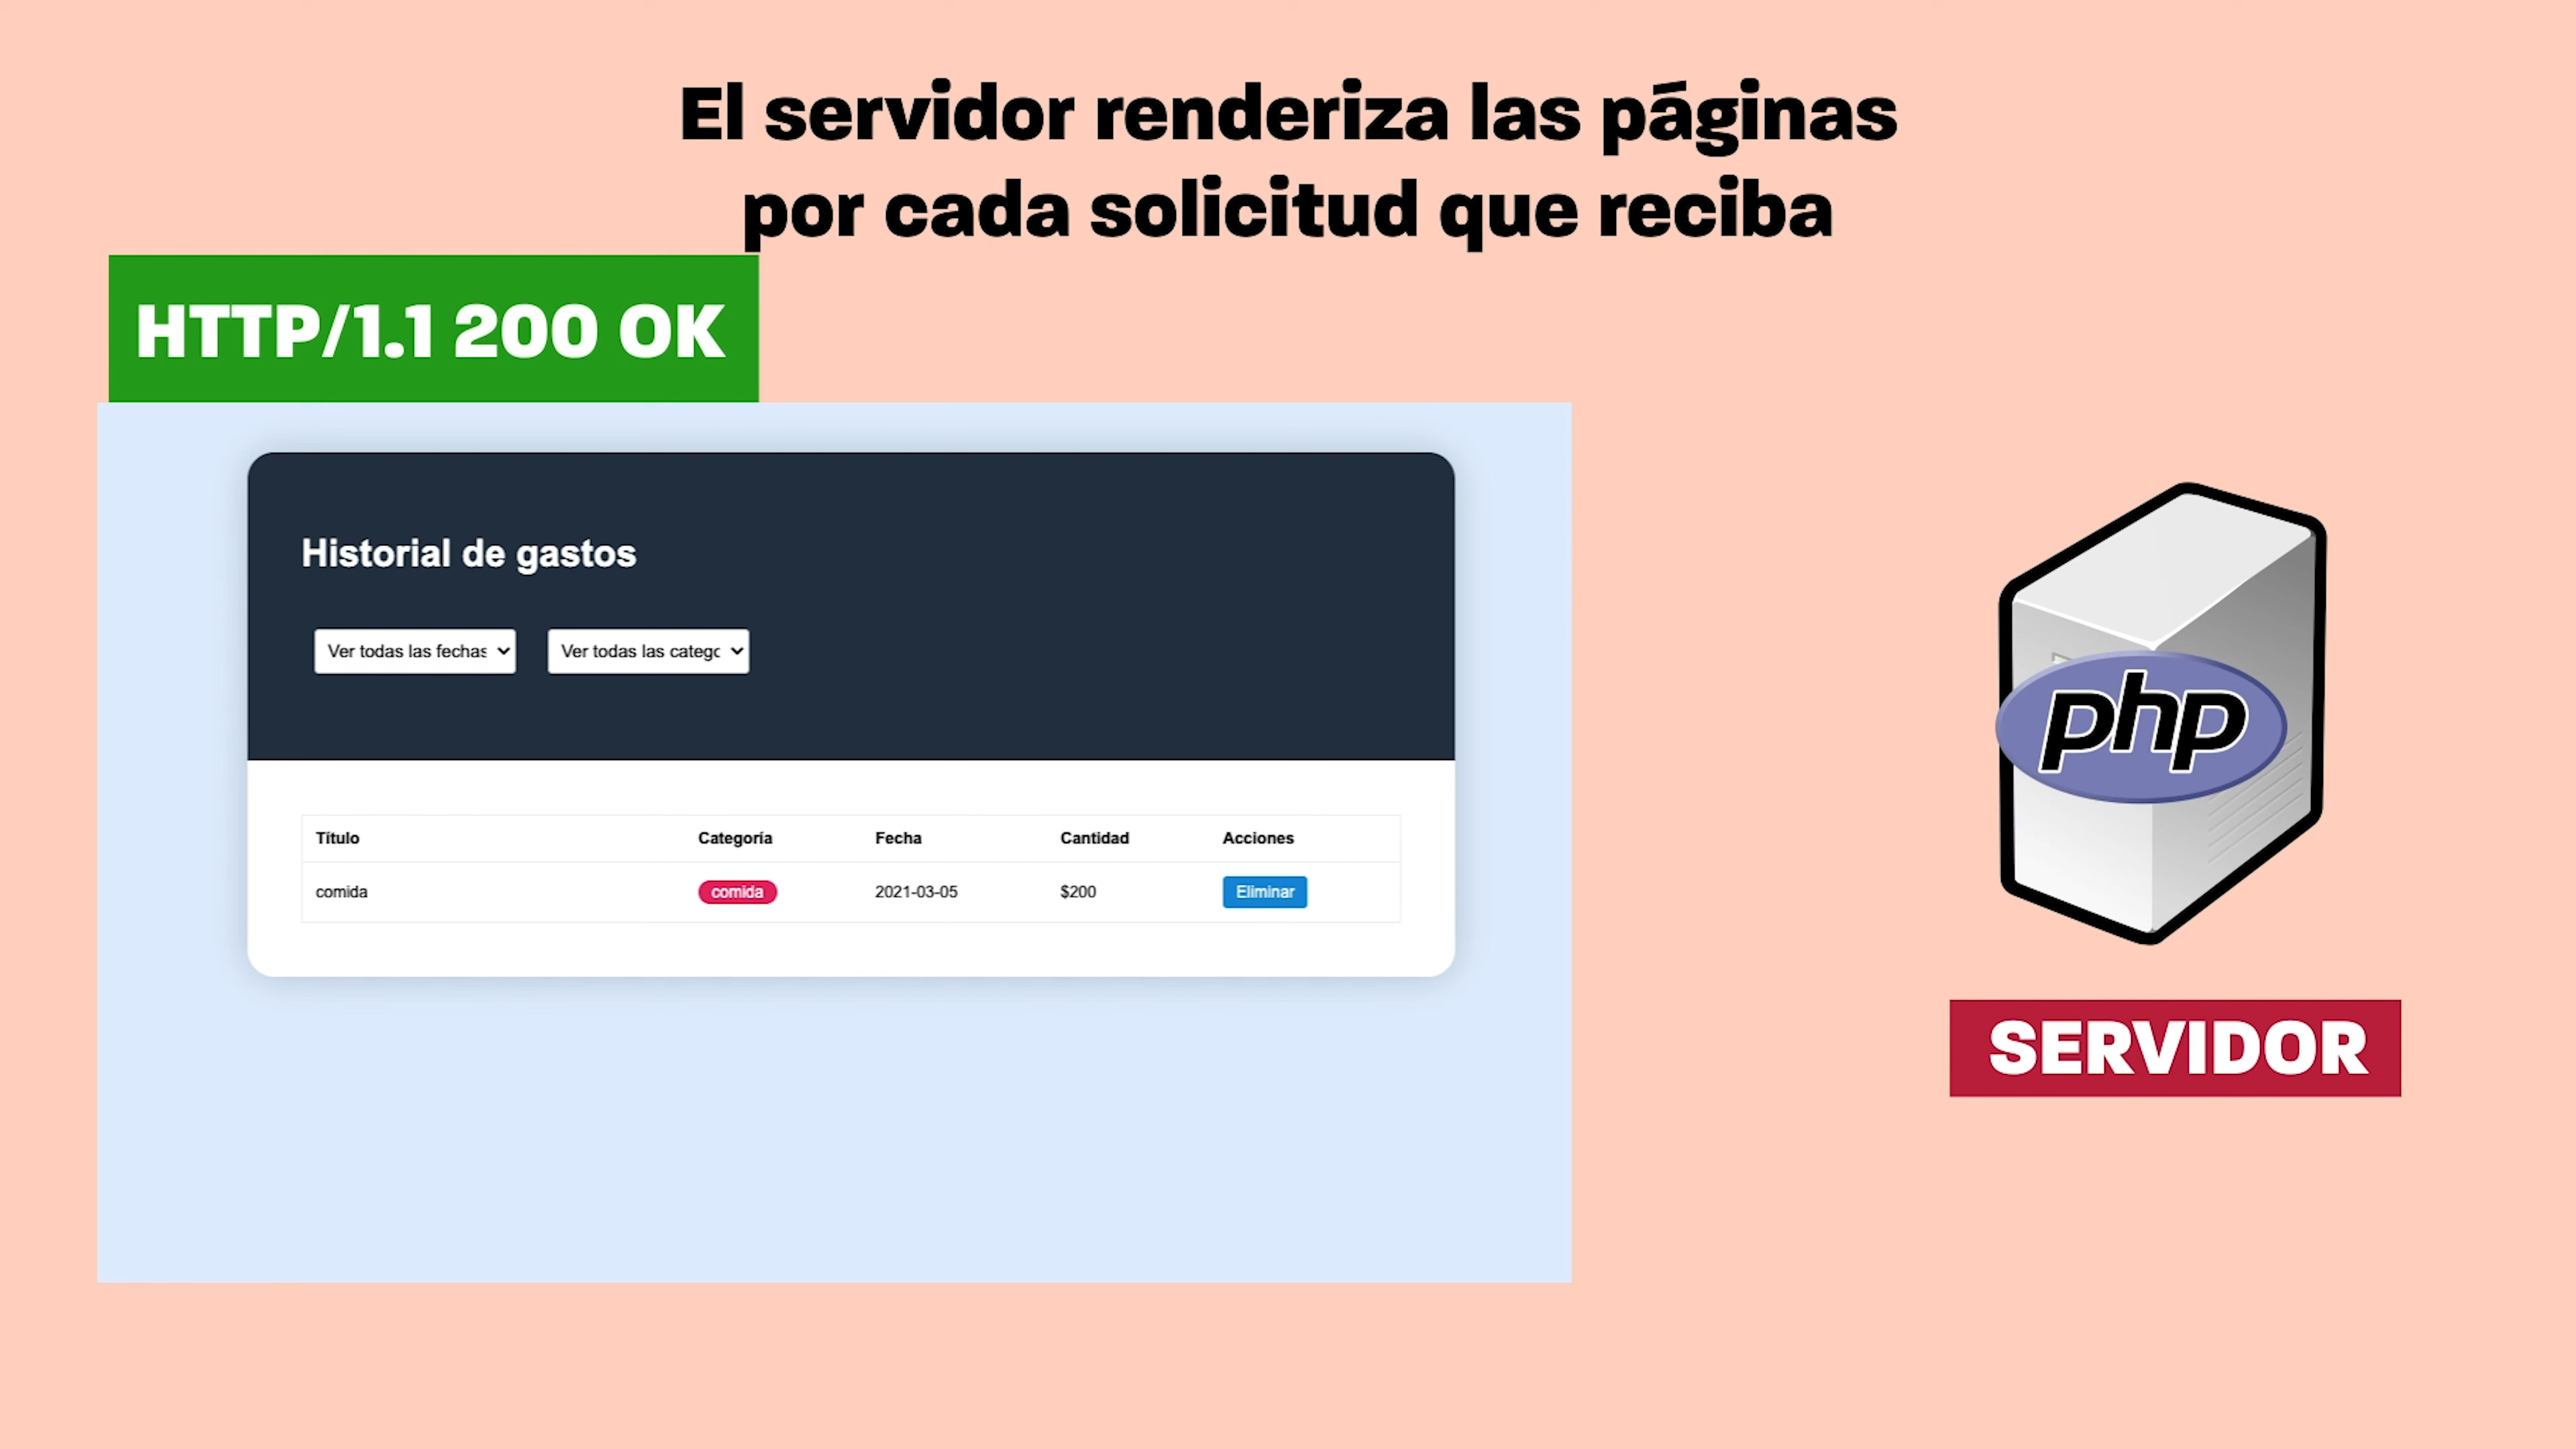 El servidor renderiza las páginas
por cada solicitud que reciba
HTTP/1.1 200 OK
Historial de gastos
Ver todas las fechas Ver todas las catego
Título Categoría Fecha Cantidad Acciones
comida comida 2021-03-05 $200 Eliminar
php
SERVIDOR